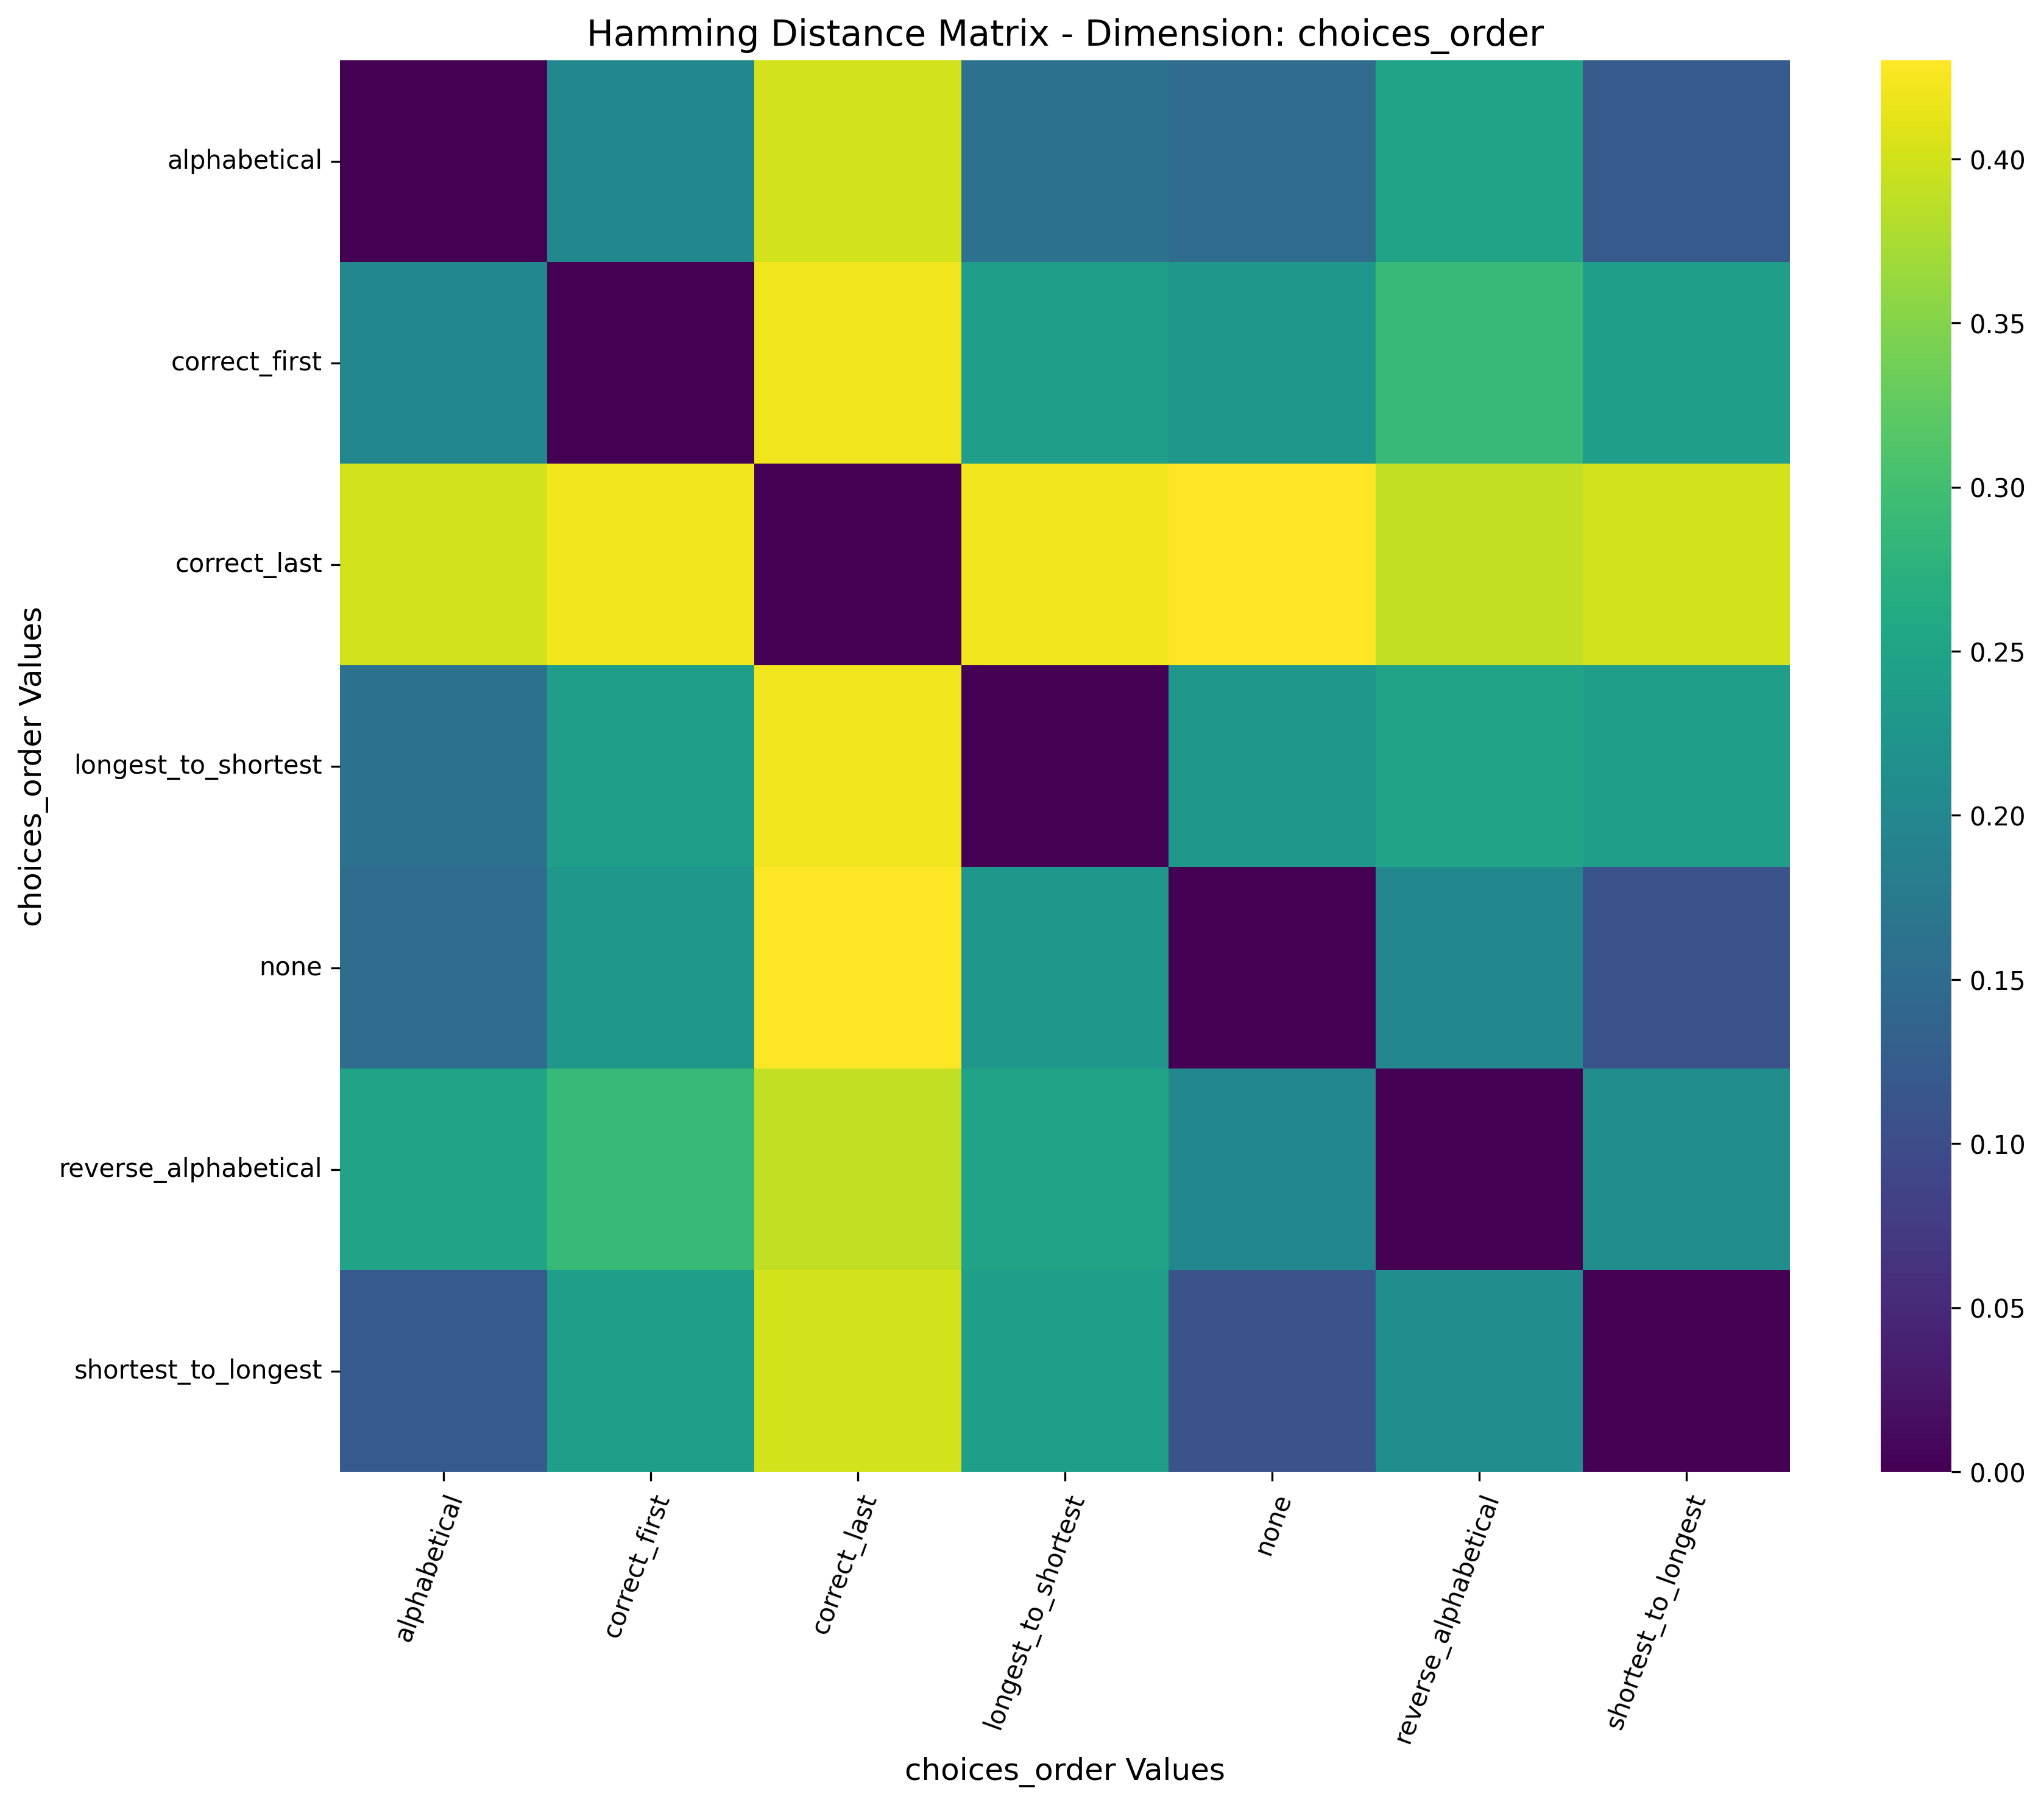 Hamming Distance Matrix - Dimension: choices_order
choices_order Values
alphabetical
correct_first
correct_last
longest_to_shortest
none
reverse_alphabetical
shortest_to_longest
alphabetical
correct_first
correct_last
longest_to_shortest
none
reverse_alphabetical
shortest_to_longest
choices_order Values
0.40
0.35
0.30
0.25
0.20
0.15
0.10
0.05
0.00